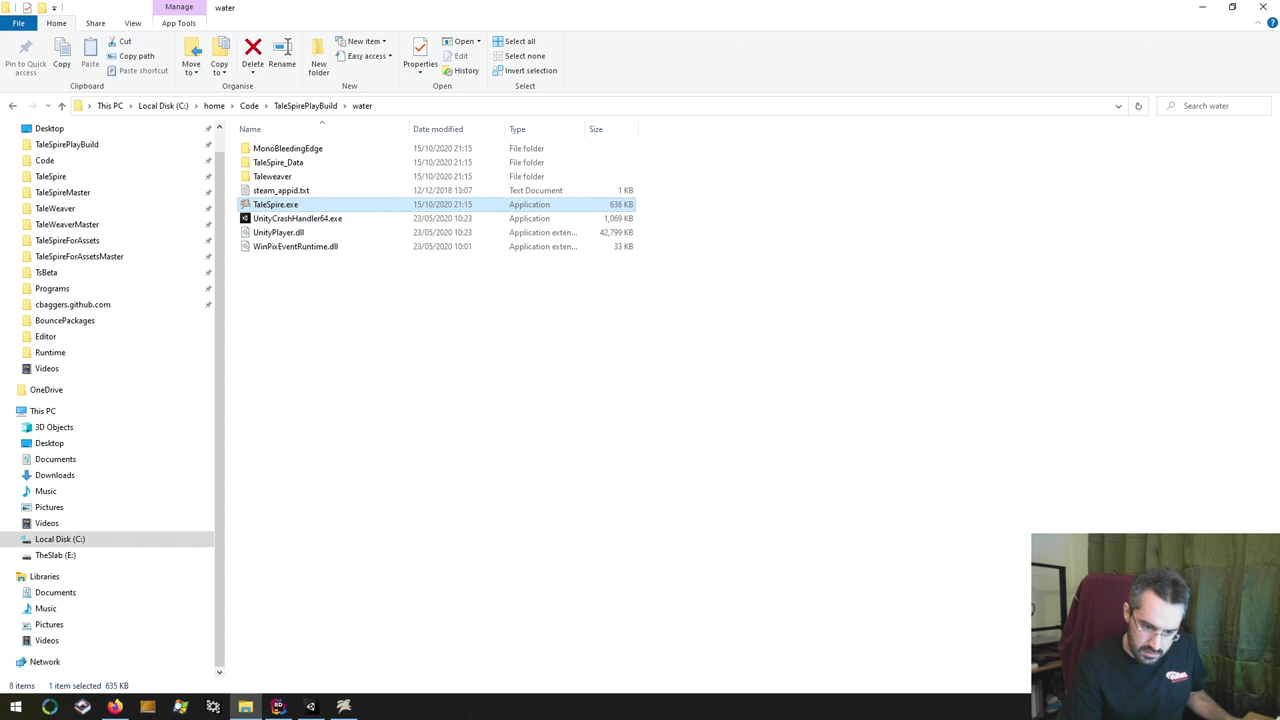 Manage
water
File
Home
Share
View
App Tools
Pin to Quick access
Copy
Paste
Cut
Copy path
Paste shortcut
Clipboard
Move to
Copy to
Delete
Rename
Organise
New folder
New item
Easy access
New
Properties
Open
Edit
History
Open
Select all
Select none
Invert selection
Select
This PC
Local Disk (C:)
home
Code
TaleSpirePlayBuild
water
Search water
Desktop
TaleSpirePlayBuild
Code
TaleSpire
TaleSpireMaster
TaleWeaver
TaleWeaverMaster
TaleSpireForAssets
TaleSpireForAssetsMaster
TsBeta
Programs
cbaggers.github.com
BouncePackages
Editor
Runtime
Videos
OneDrive
This PC
3D Objects
Desktop
Documents
Downloads
Music
Pictures
Videos
Local Disk (C:)
TheSlab (E:)
Libraries
Documents
Music
Pictures
Videos
Network
Name Date modified Type Size
MonoBleedingEdge 15/10/2020 21:15 File folder
TaleSpire_Data 15/10/2020 21:15 File folder
Taleweaver 15/10/2020 21:15 File folder
steam_appid.txt 12/12/2018 13:07 Text Document 1 KB
TaleSpire.exe 15/10/2020 21:15 Application 636 KB
UnityCrashHandler64.exe 23/05/2020 10:23 Application 1,069 KB
UnityPlayer.dll 23/05/2020 10:23 Application exten... 42,799 KB
WinPixEventRuntime.dll 23/05/2020 10:01 Application exten... 33 KB
8 items 1 item selected 635 KB